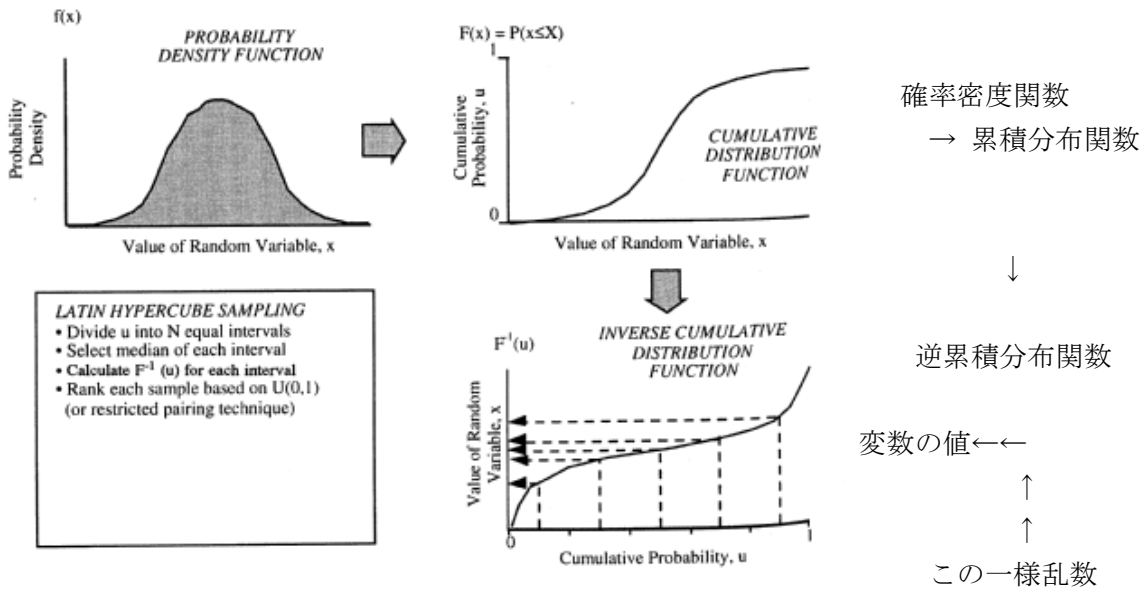 f(x)
PROBABILITY
DENSITY FUNCTION
Probability
Density
Value of Random Variable, x
F(x) = P(x≤X)
1
Cumulative
Probability, u
0
CUMULATIVE
DISTRIBUTION
FUNCTION
Value of Random Variable, x
確率密度関数
→ 累積分布関数
↓
LATIN HYPERCUBE SAMPLING
• Divide u into N equal intervals
• Select median of each interval
• Calculate F⁻¹ (u) for each interval
• Rank each sample based on U(0,1)
(or restricted pairing technique)
F⁻¹(u)
INVERSE CUMULATIVE
DISTRIBUTION
FUNCTION
Value of Random
Variable, x
0
1
Cumulative Probability, u
逆累積分布関数
変数の値←←
↑
↑
この一様乱数